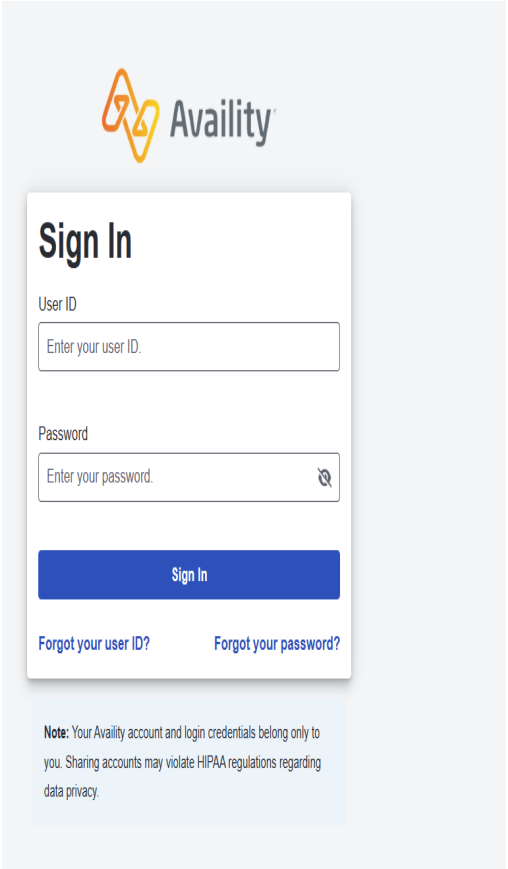 Availity
Sign In
User ID
Enter your user ID.
Password
Enter your password.
Sign In
Forgot your user ID? Forgot your password?
Note: Your Availity account and login credentials belong only to
you. Sharing accounts may violate HIPAA regulations regarding
data privacy.